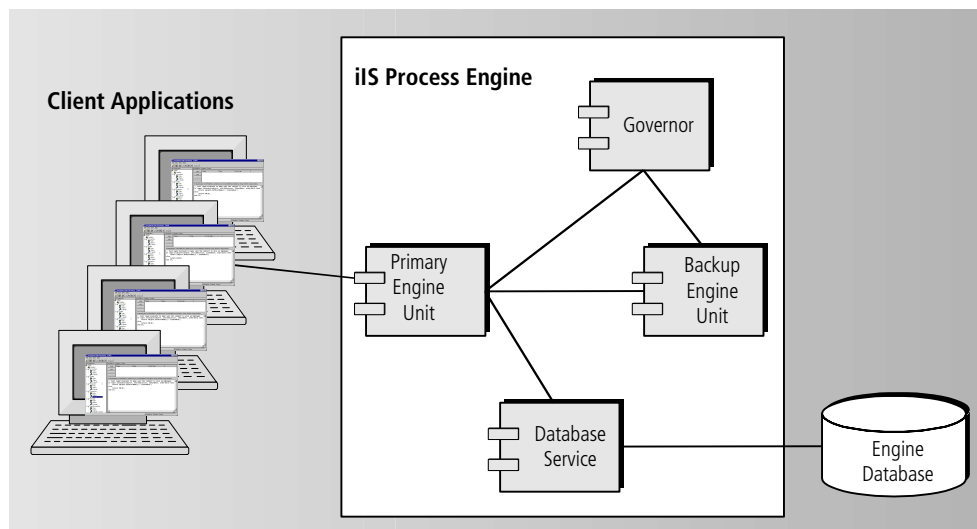 iIS Process Engine
Client Applications
Governor
Primary
Engine
Unit
Backup
Engine
Unit
Database
Service
Engine
Database